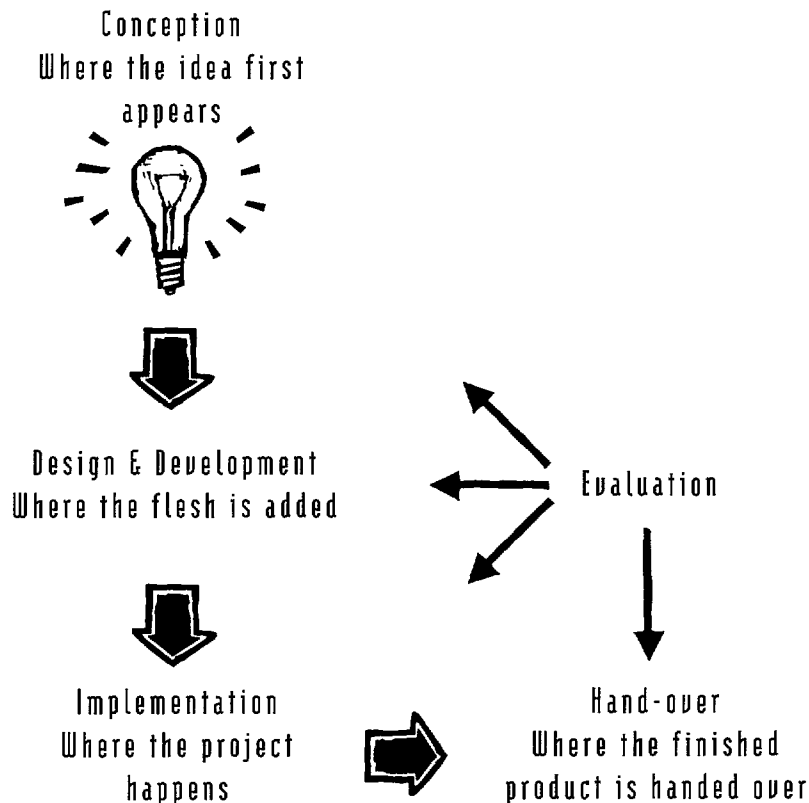 Conception
Where the idea first
appears
Design & Development
Where the flesh is added
Evaluation
Implementation
Where the project
happens
Hand-over
Where the finished
product is handed over